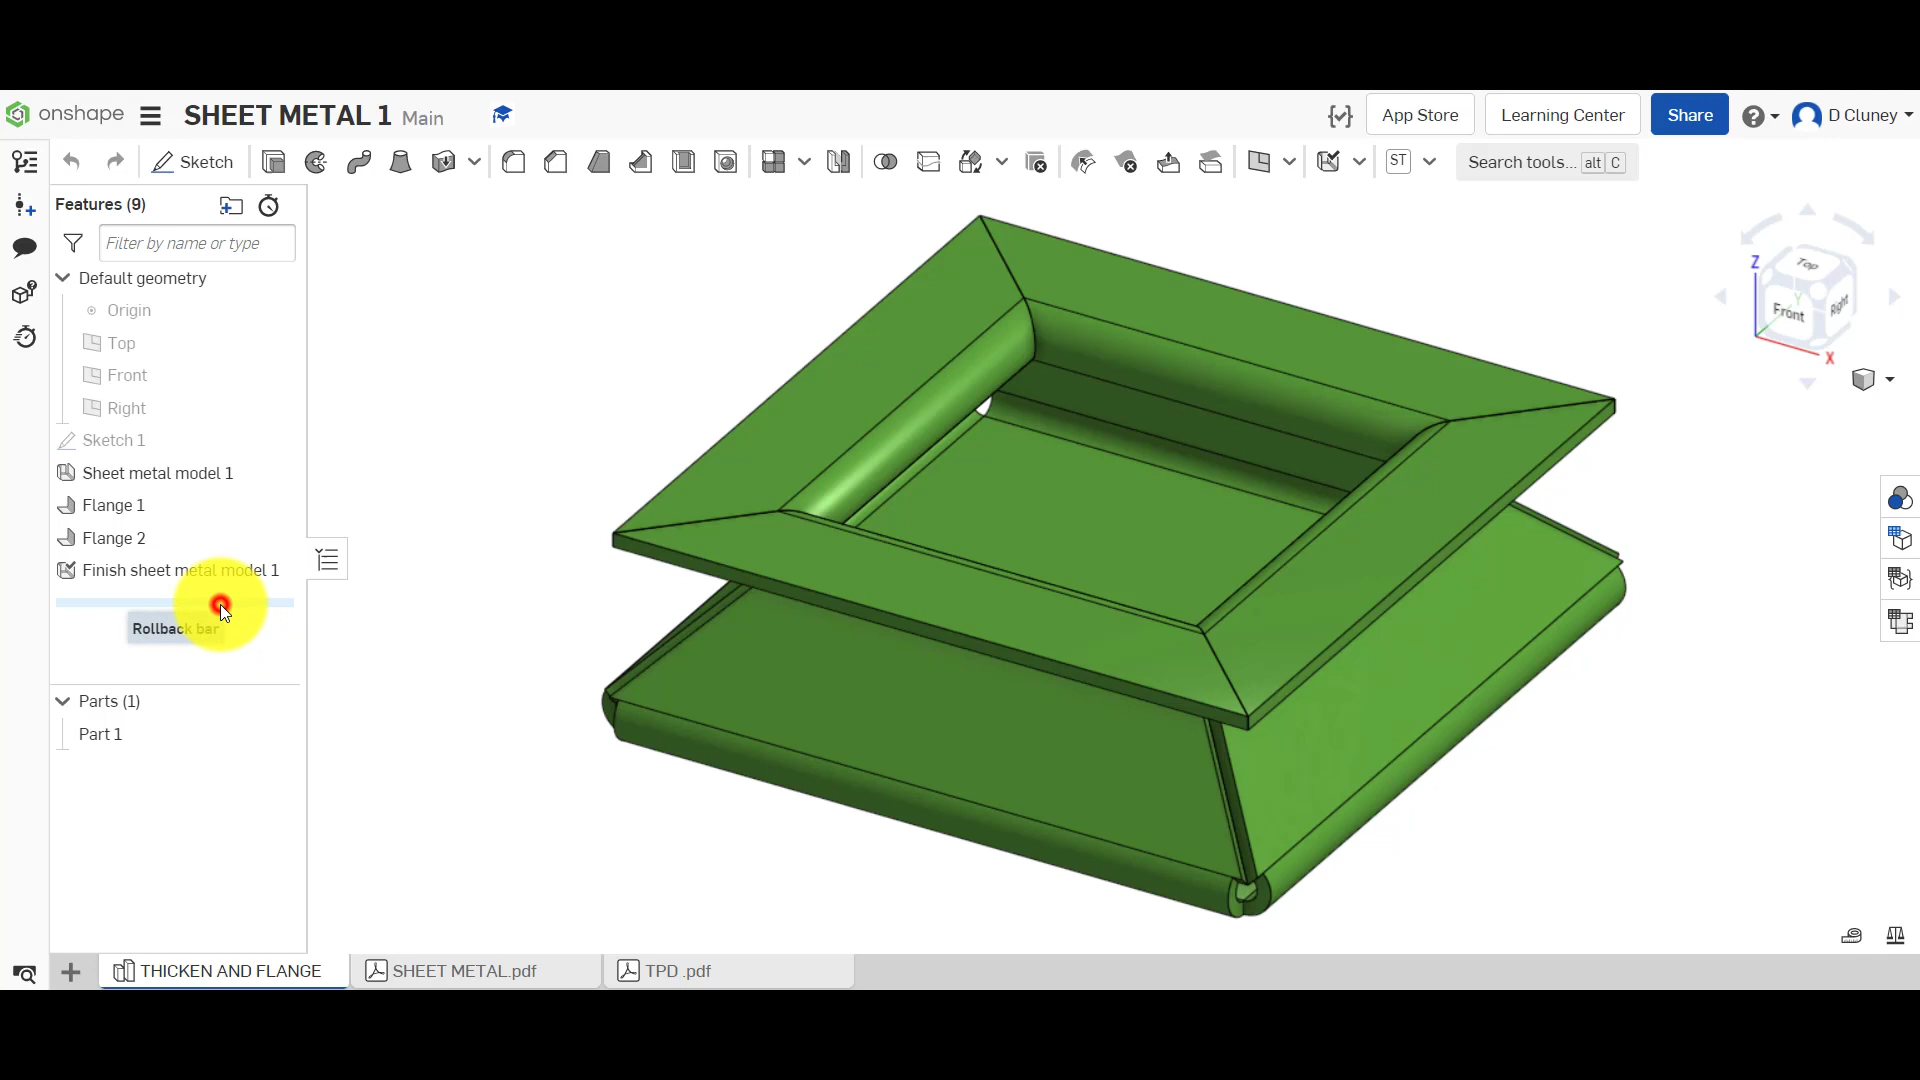 onshape SHEET METAL 1 Main App Store Learning Center Share D Cluney
Sketch ST Search tools... alt C
Features (9)
Filter by name or type
Default geometry
Origin
Top
Front
Right
Sketch 1
Sheet metal model 1
Flange 1
Flange 2
Finish sheet metal model 1
Rollback bar
Parts (1)
Part 1
Z
Top
Y
Front
Right
X
THICKEN AND FLANGE SHEET METAL.pdf TPD .pdf